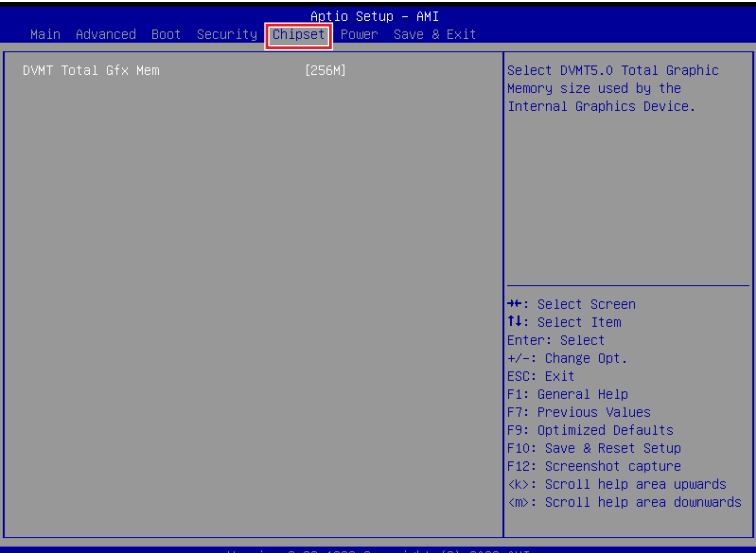 Aptio Setup – AMI
Main Advanced Boot Security Chipset Power Save & Exit
DVMT Total Gfx Mem [256M]
Select DVMT5.0 Total Graphic
Memory size used by the
Internal Graphics Device.
→←: Select Screen
↑↓: Select Item
Enter: Select
+/-: Change Opt.
ESC: Exit
F1: General Help
F7: Previous Values
F9: Optimized Defaults
F10: Save & Reset Setup
F12: Screenshot capture
<k>: Scroll help area upwards
<m>: Scroll help area downwards